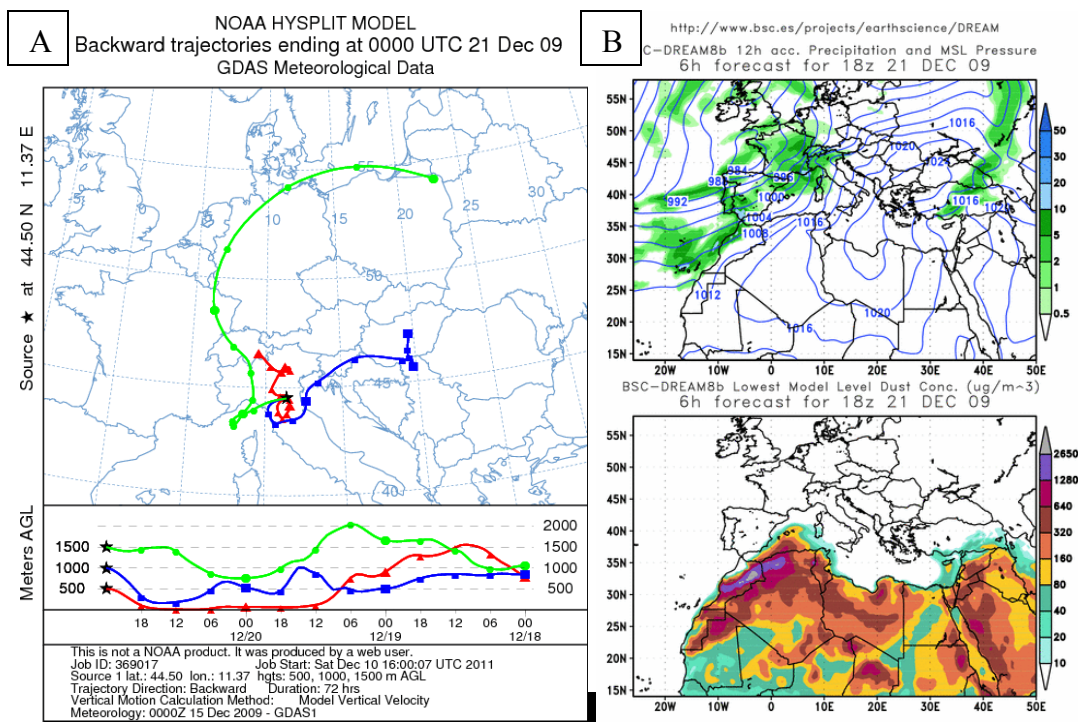 A
NOAA HYSPLIT MODEL
Backward trajectories ending at 0000 UTC 21 Dec 09
GDAS Meteorological Data
Source ★ at 44.50 N 11.37 E
5
0
5
10
15
20
25
30
55
50
45
40
Meters AGL
1500
1000
500
2000
1500
1000
500
18 12 06 00 18 12 06 00 18 12 06 00
12/20 12/19 12/18
This is not a NOAA product. It was produced by a web user.
Job ID: 369017 Job Start: Sat Dec 10 16:00:07 UTC 2011
Source 1 lat.: 44.50 lon.: 11.37 hgts: 500, 1000, 1500 m AGL
Trajectory Direction: Backward Duration: 72 hrs
Vertical Motion Calculation Method: Model Vertical Velocity
Meteorology: 0000Z 15 Dec 2009 - GDAS1
B
http://www.bsc.es/projects/earthscience/DREAM
C-DREAM8b 12h acc. Precipitation and MSL Pressure
6h forecast for 18z 21 DEC 09
55N
50N
45N
40N
35N
30N
25N
20N
15N
20W 10W 0 10E 20E 30E 40E 50E
1016
1020
984
996
992
1000
1004
1008
1016
1016
1012
1020
1016
50
30
20
10
5
2
1
0.5
BSC-DREAM8b Lowest Model Level Dust Conc. (ug/m^3)
6h forecast for 18z 21 DEC 09
55N
50N
45N
40N
35N
30N
25N
20N
15N
20W 10W 0 10E 20E 30E 40E 50E
2650
1280
640
320
160
80
40
20
10